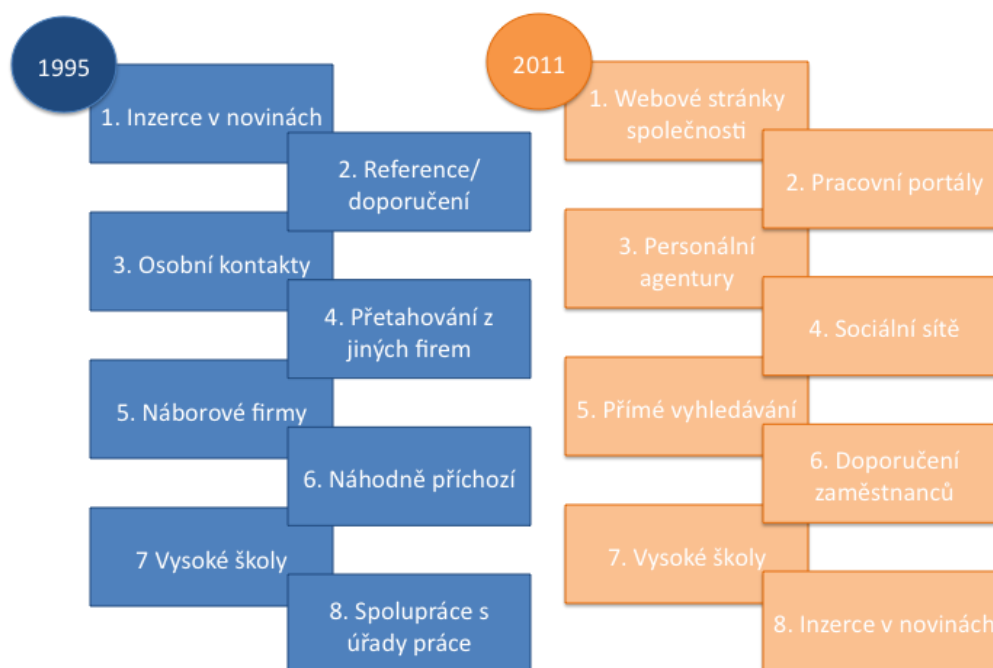 1995
1. Inzerce v novinách
2. Reference/
doporučení
3. Osobní kontakty
4. Přetahování z
jiných firem
5. Náborové firmy
6. Náhodně příchozí
7 Vysoké školy
8. Spolupráce s
úřady práce
2011
1. Webové stránky
společnosti
2. Pracovní portály
3. Personální
agentury
4. Sociální sítě
5. Přímé vyhledávání
6. Doporučení
zaměstnanců
7. Vysoké školy
8. Inzerce v novinách